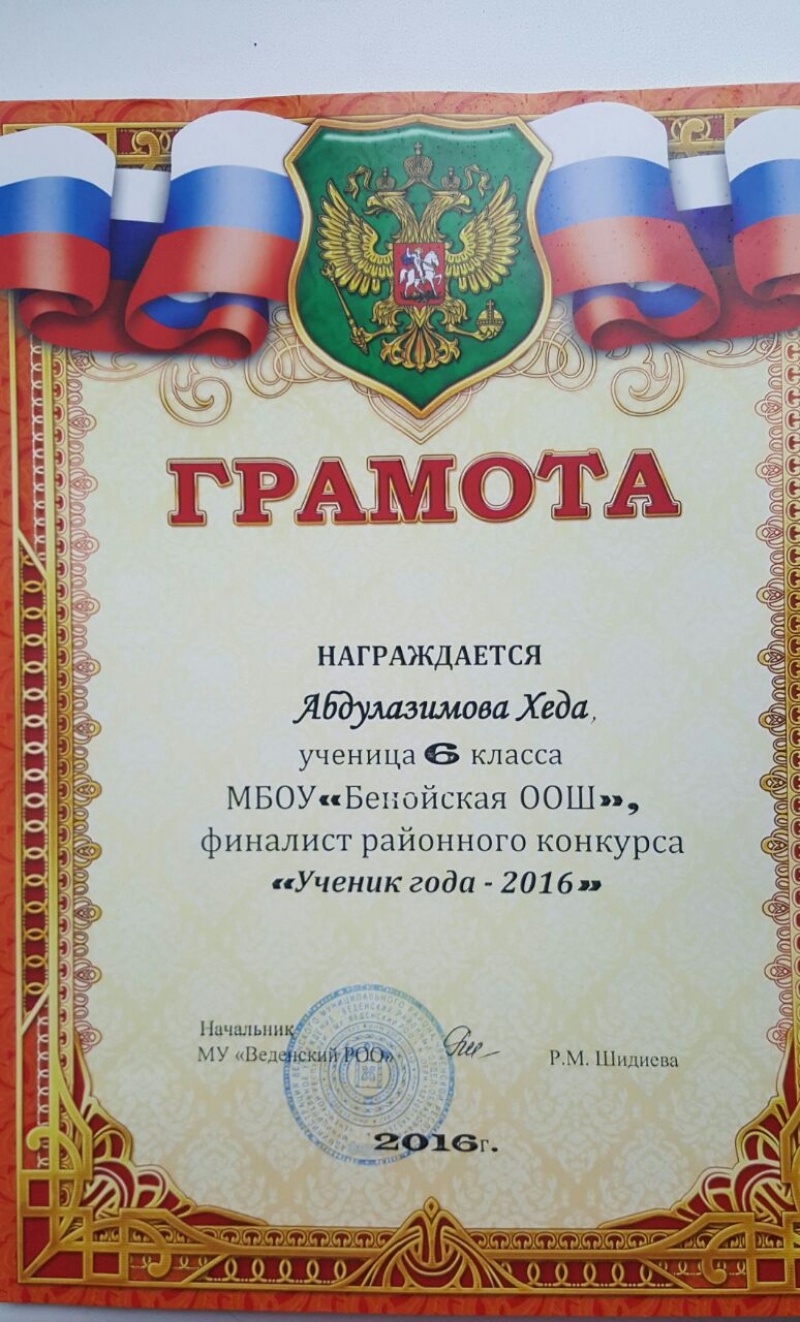 ГРАМОТА
НАГРАЖДАЕТСЯ
Абдулазимова Хеда,
ученица 6 класса
МБОУ«Бенойская ООШ»,
финалист районного конкурса
«Ученик года - 2016»
Начальник
МУ «Веденский РОО»
Р.М. Шидиева
2016г.